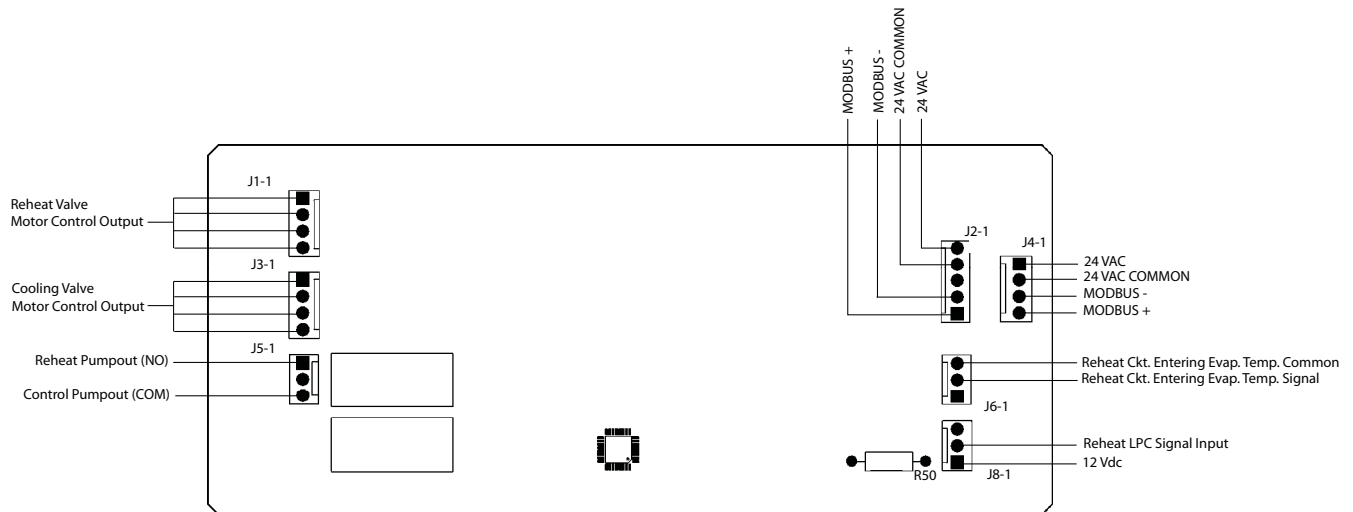 MODBUS +
MODBUS -
24 VAC COMMON
24 VAC
J1-1
Reheat Valve
Motor Control Output
J3-1
Cooling Valve
Motor Control Output
J5-1
Reheat Pumpout (NO)
Control Pumpout (COM)
J2-1
J4-1
24 VAC
24 VAC COMMON
MODBUS -
MODBUS +
Reheat Ckt. Entering Evap. Temp. Common
Reheat Ckt. Entering Evap. Temp. Signal
J6-1
Reheat LPC Signal Input
12 Vdc
R50
J8-1